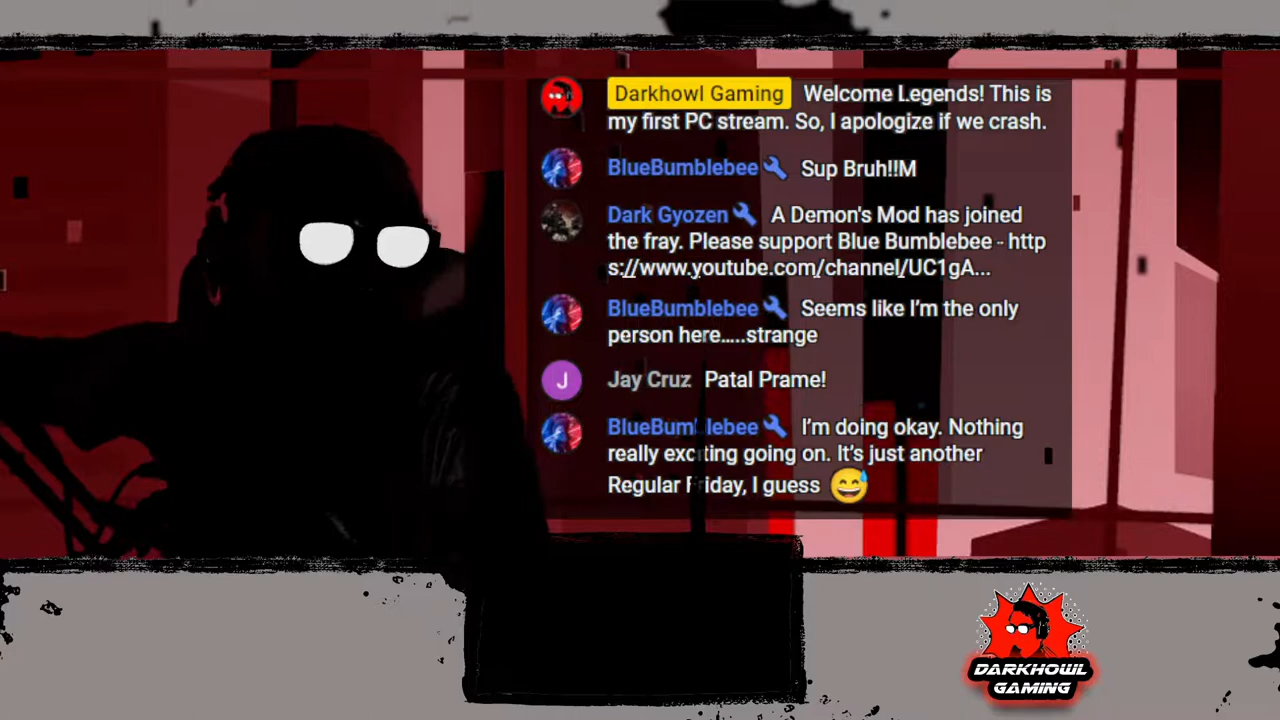 Darkhowl Gaming Welcome Legends! This is
my first PC stream. So, I apologize if we crash.
BlueBumblebee Sup Bruh!!M
Dark Gyozen A Demon's Mod has joined
the fray. Please support Blue Bumblebee - http
s://www.youtube.com/channel/UC1gA...
BlueBumblebee Seems like I’m the only
person here…..strange
J Jay Cruz Patal Prame!
BlueBumblebee I’m doing okay. Nothing
really exciting going on. It’s just another
Regular Friday, I guess 😅
DARKHOWL
GAMING